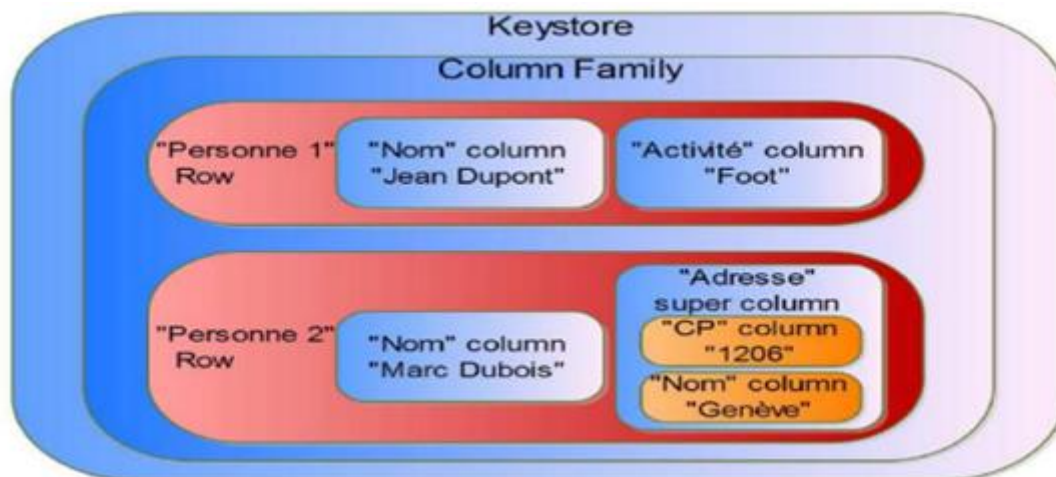 Keystore
Column Family
"Personne 1"
Row
"Nom" column
"Jean Dupont"
"Activité" column
"Foot"
"Personne 2"
Row
"Nom" column
"Marc Dubois"
"Adresse"
super column
"CP" column
"1206"
"Nom" column
"Genève"